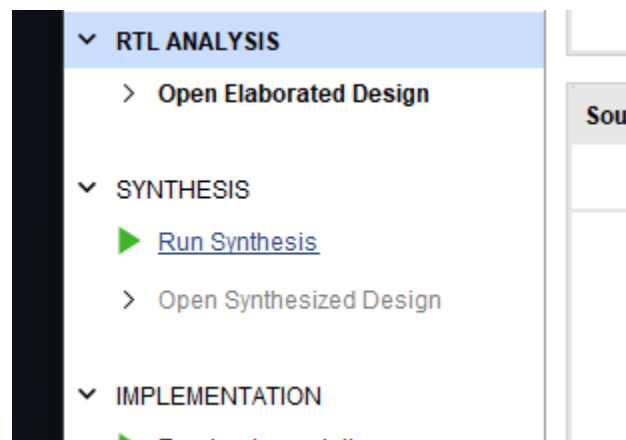 RTL ANALYSIS
Open Elaborated Design
Sou
SYNTHESIS
Run Synthesis
Open Synthesized Design
IMPLEMENTATION